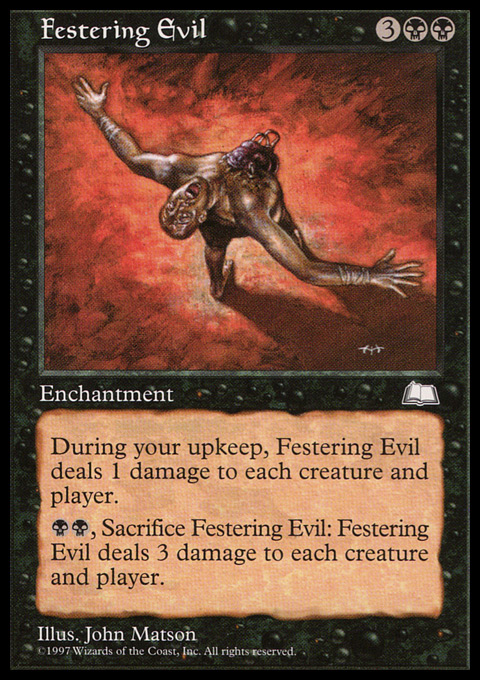 Festering Evil 3
Enchantment
During your upkeep, Festering Evil
deals 1 damage to each creature and
player.
, Sacrifice Festering Evil: Festering
Evil deals 3 damage to each creature
and player.
Illus. John Matson
©1997 Wizards of the Coast, Inc. All rights reserved.